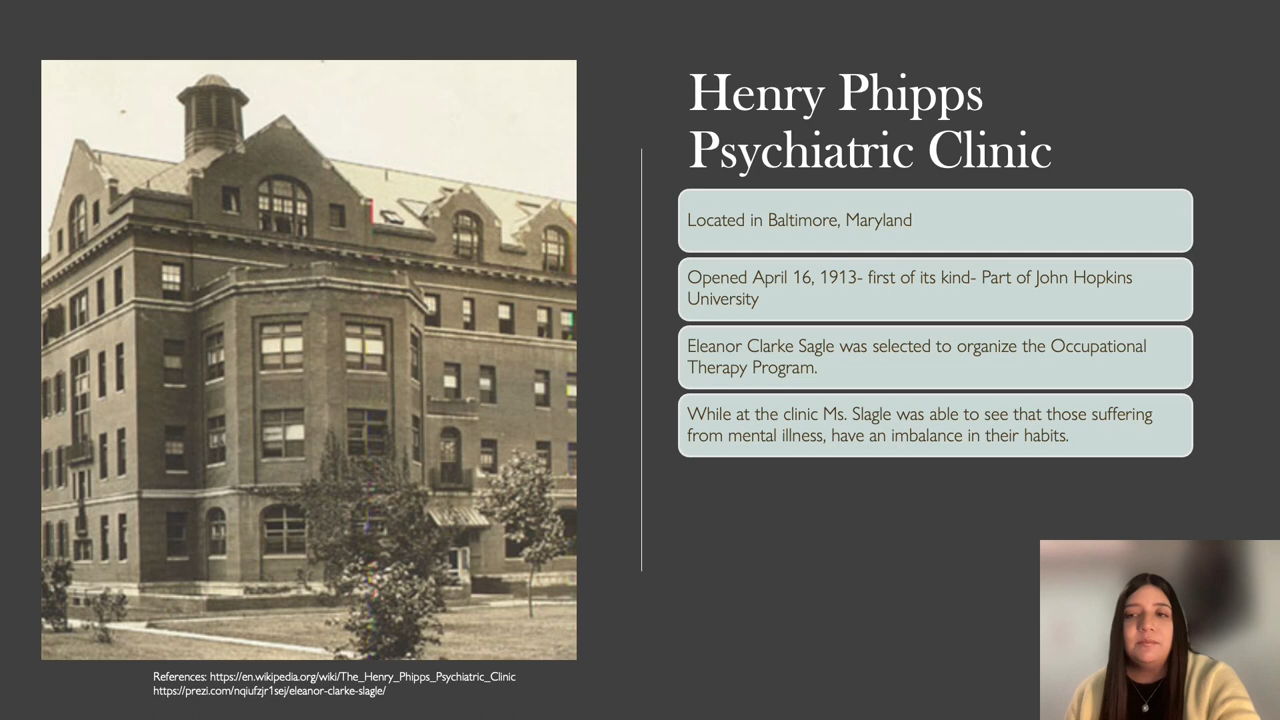 Henry Phipps
Psychiatric Clinic
Located in Baltimore, Maryland
Opened April 16, 1913- first of its kind- Part of John Hopkins
University
Eleanor Clarke Sagle was selected to organize the Occupational
Therapy Program.
While at the clinic Ms. Slagle was able to see that those suffering
from mental illness, have an imbalance in their habits.
References: https://en.wikipedia.org/wiki/The_Henry_Phipps_Psychiatric_Clinic
https://prezi.com/nqiufzjr1sej/eleanor-clarke-slagle/